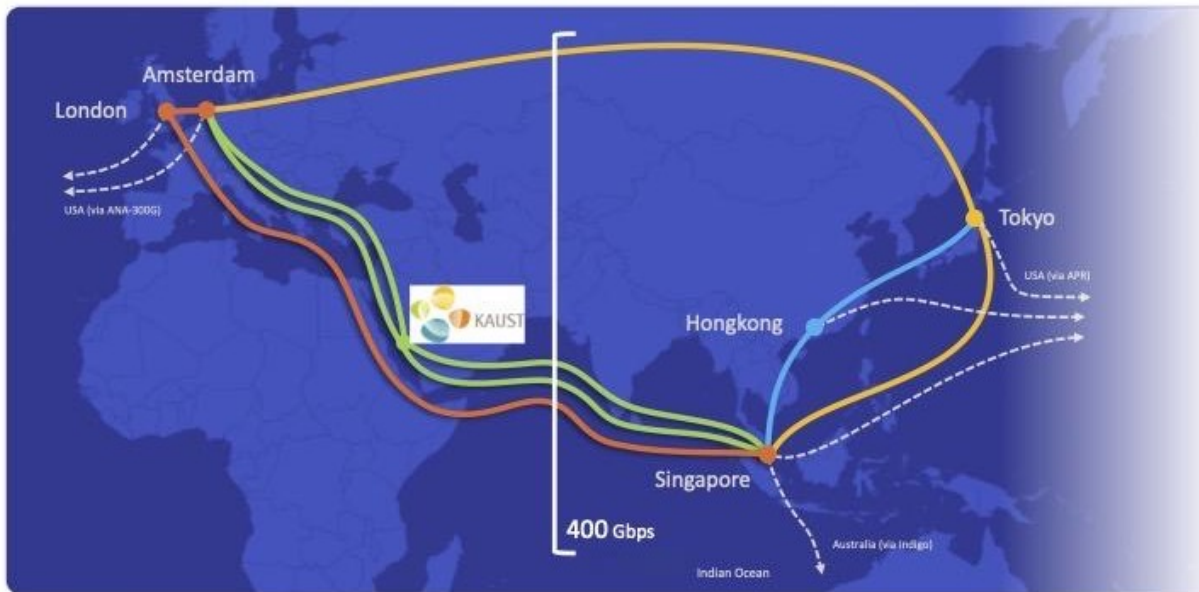 Amsterdam
London
USA (via ANA-300G)
Tokyo
USA (via APR)
KAUST
Hongkong
Singapore
400 Gbps
Australia (via Indigo)
Indian Ocean